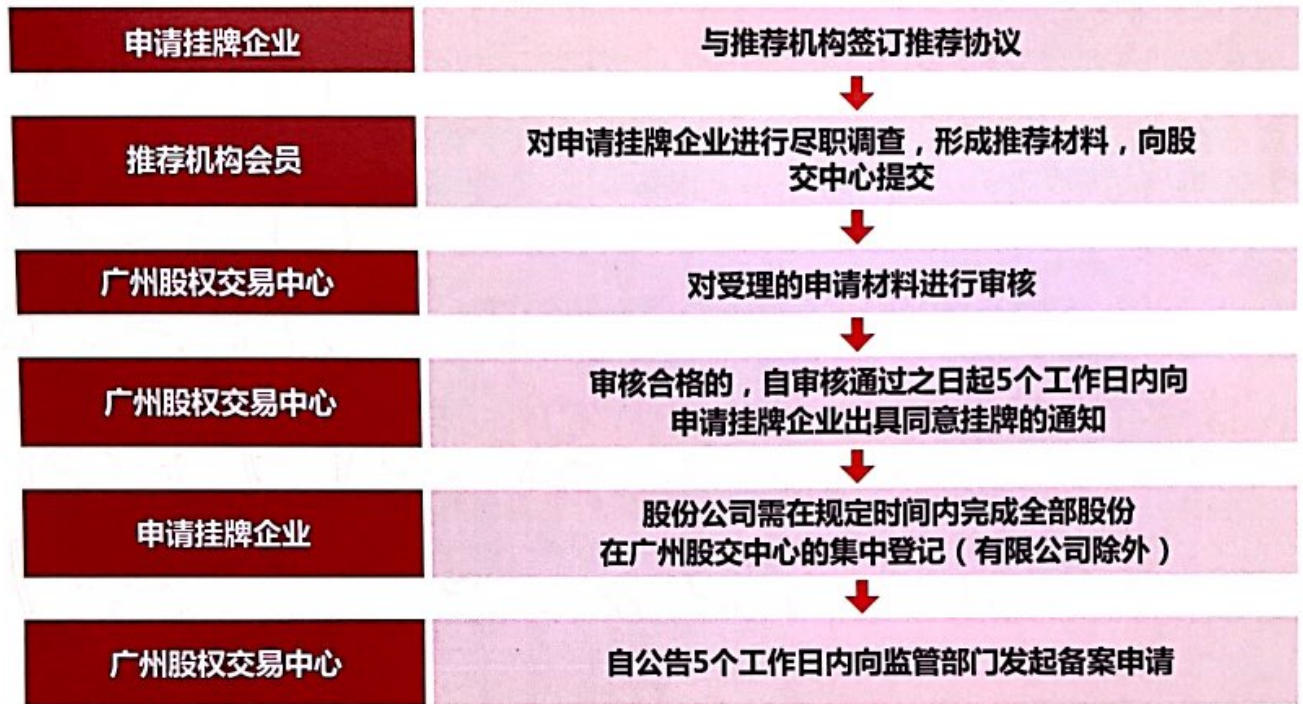 申请挂牌企业
与推荐机构签订推荐协议
推荐机构会员
对申请挂牌企业进行尽职调查，形成推荐材料，向股
交中心提交
广州股权交易中心
对受理的申请材料进行审核
广州股权交易中心
审核合格的，自审核通过之日起5个工作日内向
申请挂牌企业出具同意挂牌的通知
申请挂牌企业
股份公司需在规定时间内完成全部股份
在广州股交中心的集中登记（有限公司除外）
广州股权交易中心
自公告5个工作日内向监管部门发起备案申请